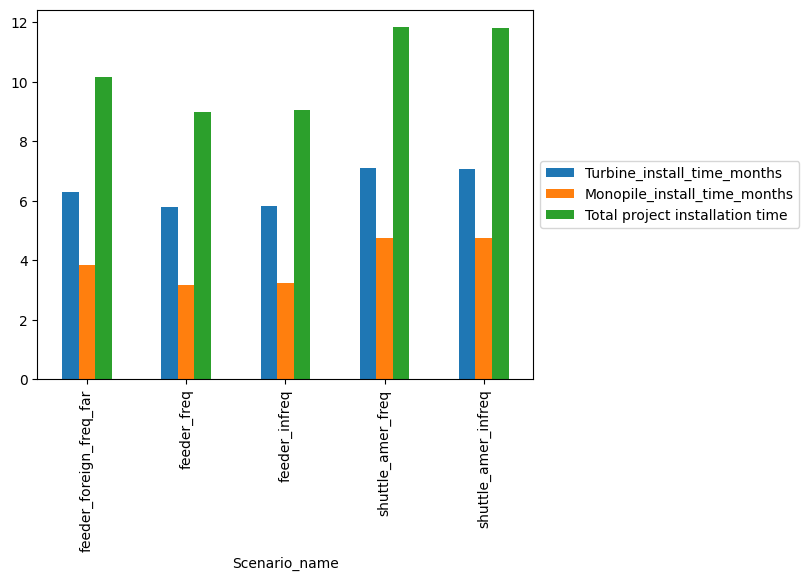 12
10
8
6
4
2
0
Turbine_install_time_months
Monopile_install_time_months
Total project installation time
feeder_foreign_freq_far
feeder_freq
feeder_infreq
shuttle_amer_freq
shuttle_amer_infreq
Scenario_name